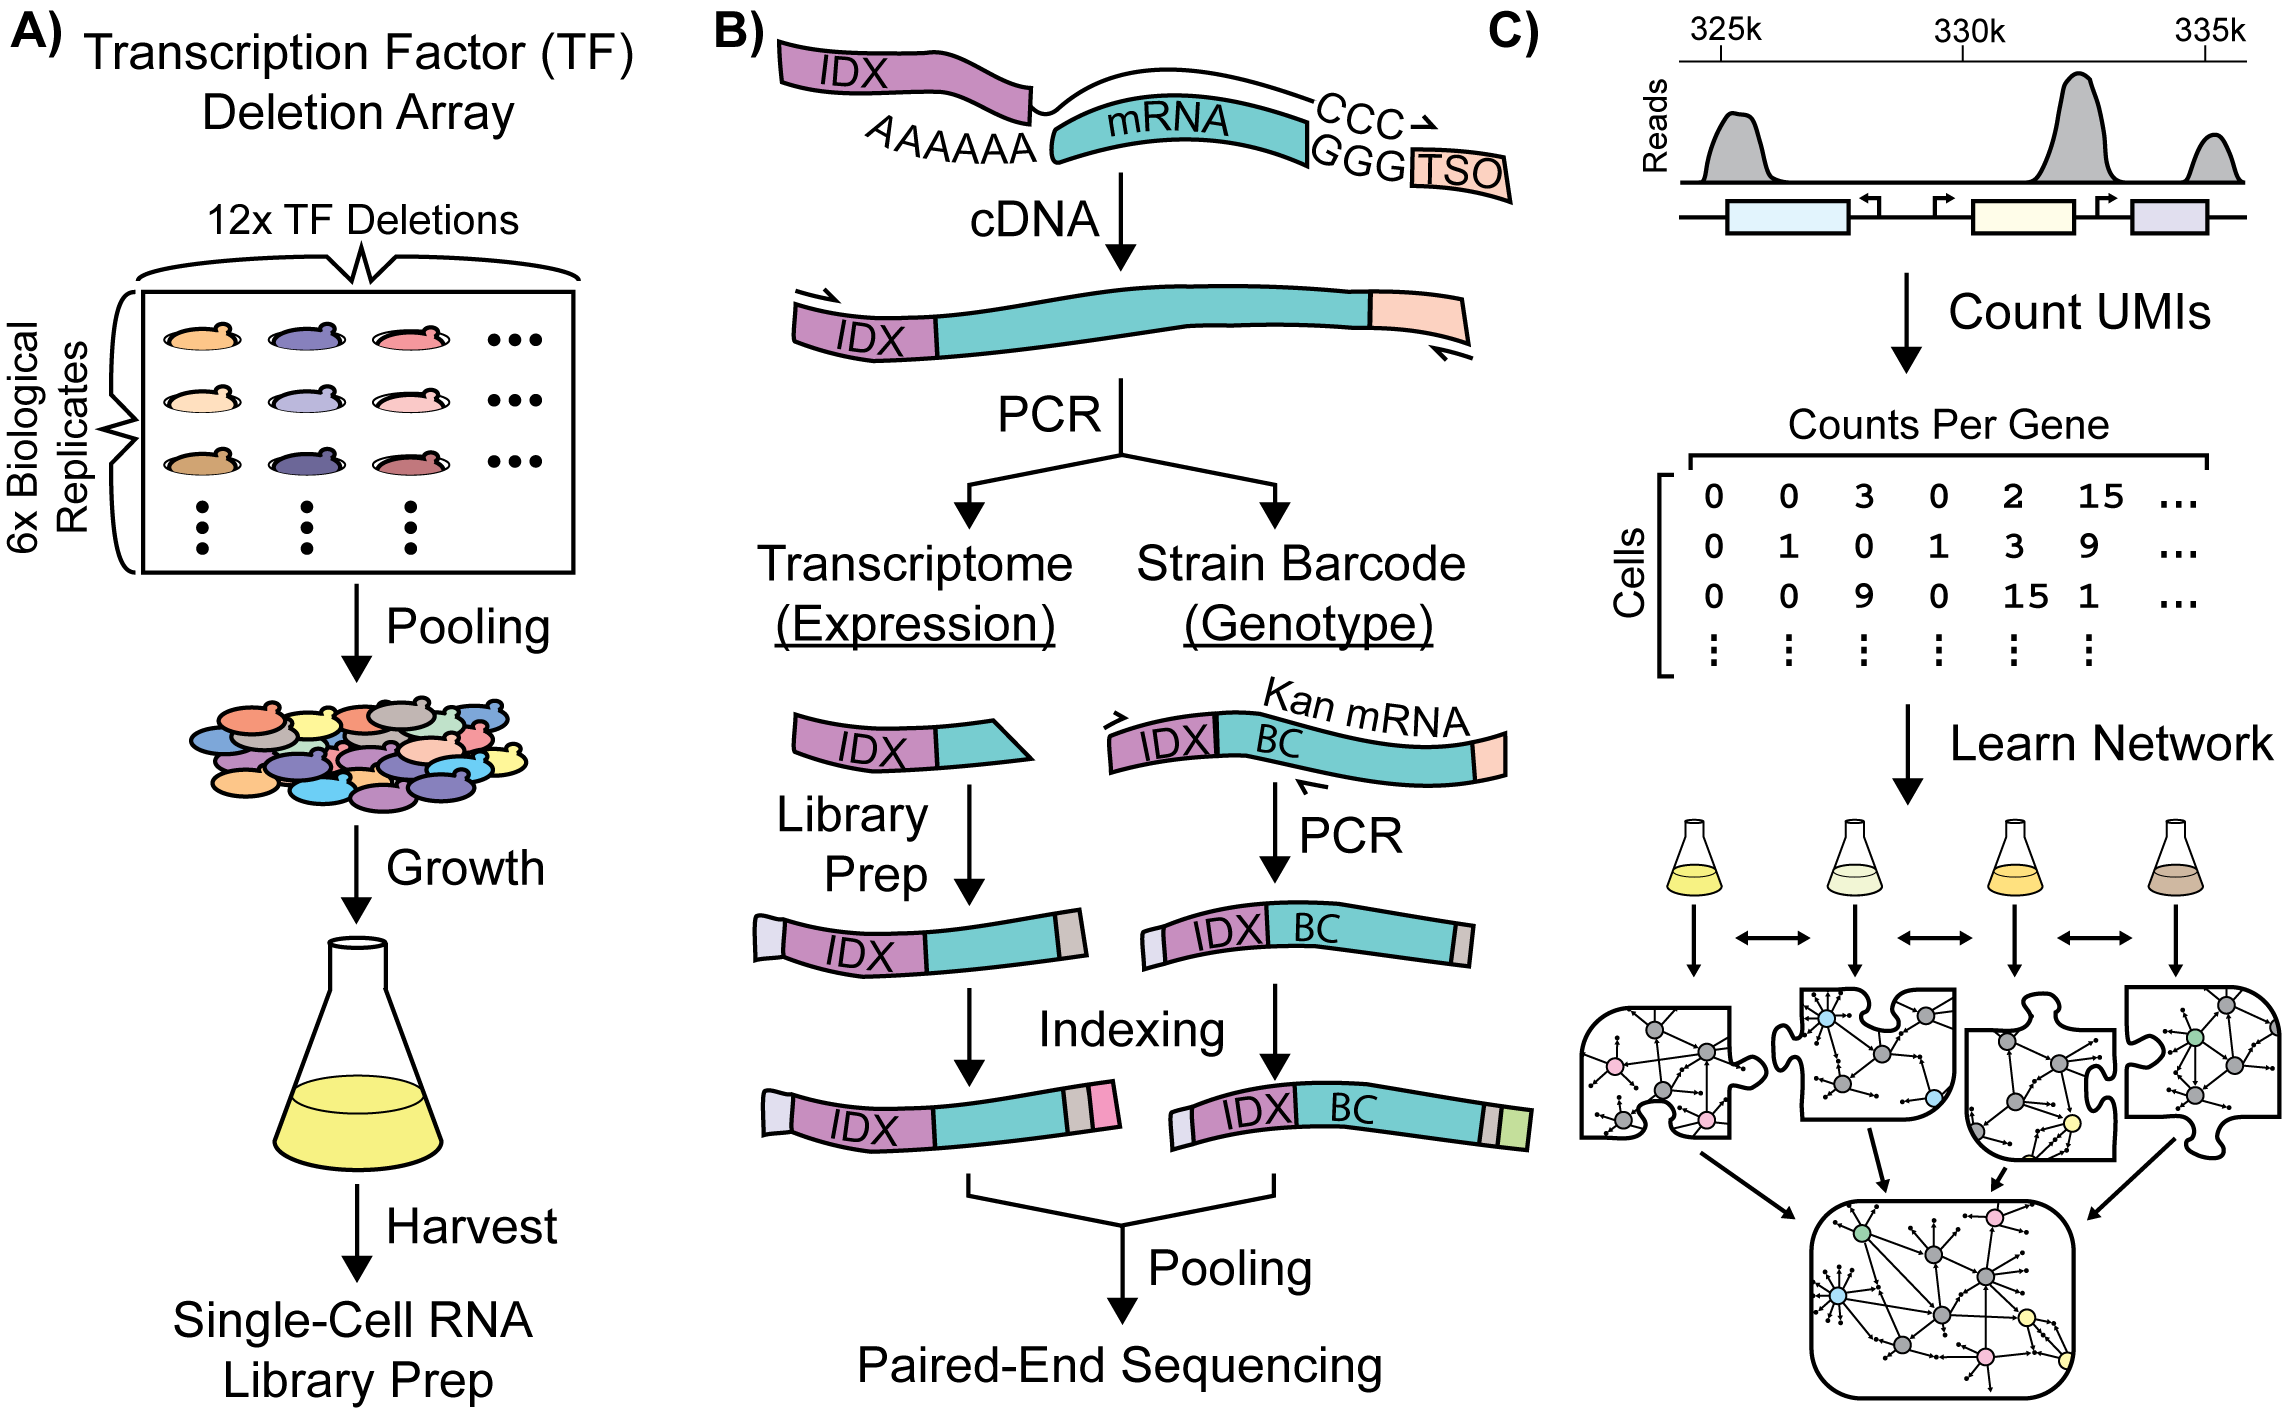 A)
Transcription Factor (TF)
Deletion Array
12x TF Deletions
6x Biological
Replicates
Pooling
Growth
Harvest
Single-Cell RNA
Library Prep
B)
IDX
AAAAAA
mRNA
CCC
GGG
TSO
cDNA
IDX
PCR
Transcriptome
(Expression)
Strain Barcode
(Genotype)
IDX
IDX
BC
Kan mRNA
Library
Prep
PCR
IDX
IDX
BC
Indexing
IDX
IDX
BC
Pooling
Paired-End Sequencing
C)
325k
330k
335k
Reads
Count UMIs
Counts Per Gene
Cells
0 0 3 0 2 15 ...
0 1 0 1 3 9 ...
0 0 9 0 15 1 ...
Learn Network